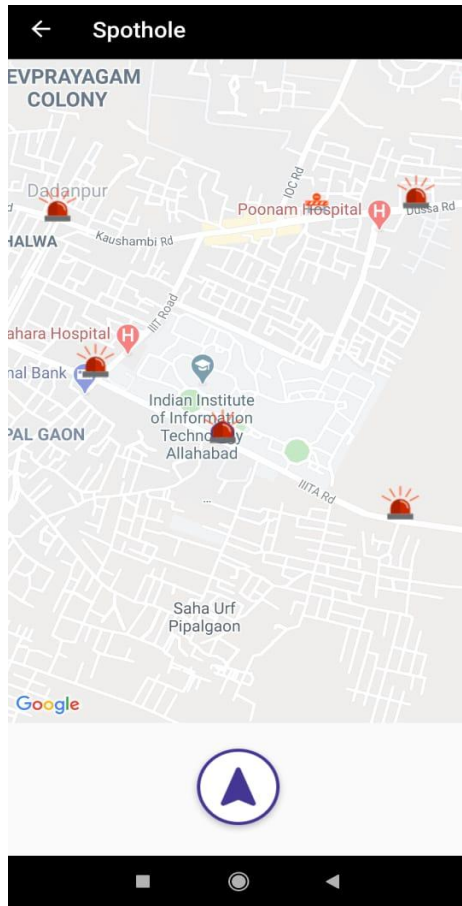 Spothole
EVPRAYAGAM
COLONY
Dadanpur
IOC Rd
Poonam Hospital
H
Dussa Rd
HALWA
Kaushambi Rd
IIIT Road
ahara Hospital
H
nal Bank
Indian Institute
of Information
Technology
Allahabad
PAL GAON
IIITA Rd
...
Saha Urf
Pipalgaon
Google